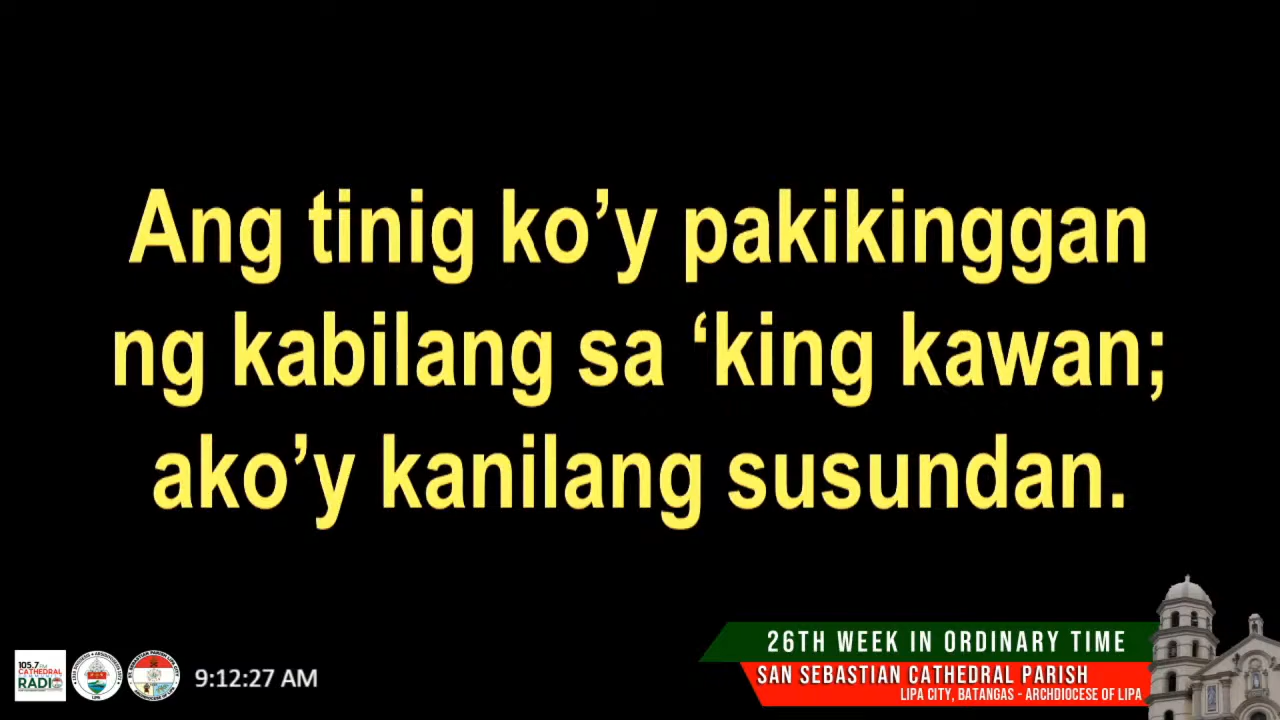 Ang tinig ko’y pakikinggan
ng kabilang sa ‘king kawan;
ako’y kanilang susundan.
26TH WEEK IN ORDINARY TIME
SAN SEBASTIAN CATHEDRAL PARISH
LIPA CITY, BATANGAS - ARCHDIOCESE OF LIPA
105.7 FM
CATHEDRAL
RADIO
9:12:27 AM